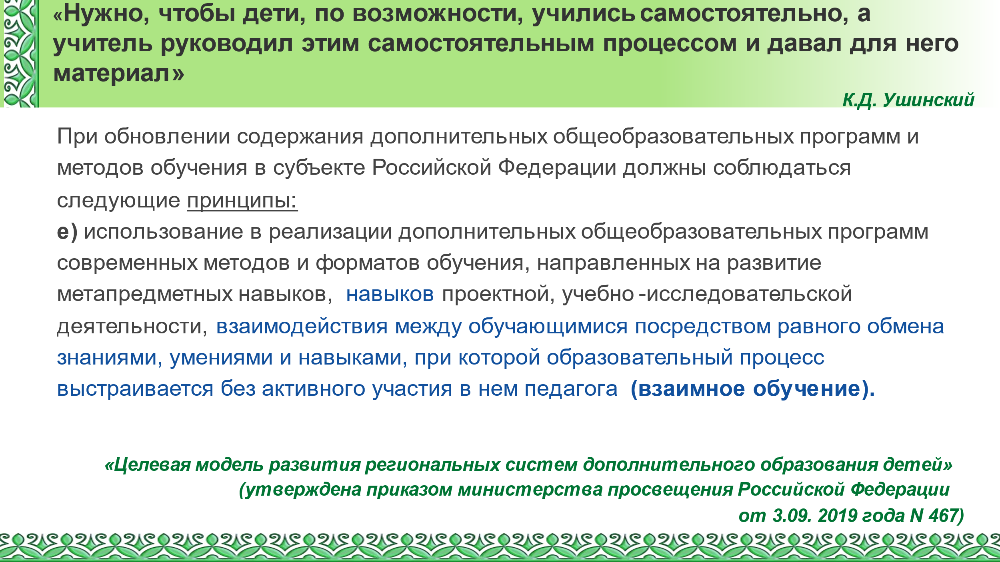 «Нужно, чтобы дети, по возможности, учились самостоятельно, а
учитель руководил этим самостоятельным процессом и давал для него
материал»
К.Д. Ушинский
При обновлении содержания дополнительных общеобразовательных программ и
методов обучения в субъекте Российской Федерации должны соблюдаться
следующие принципы:
е) использование в реализации дополнительных общеобразовательных программ
современных методов и форматов обучения, направленных на развитие
метапредметных навыков, навыков проектной, учебно -исследовательской
деятельности, взаимодействия между обучающимися посредством равного обмена
знаниями, умениями и навыками, при которой образовательный процесс
выстраивается без активного участия в нем педагога (взаимное обучение).
«Целевая модель развития региональных систем дополнительного образования детей»
(утверждена приказом министерства просвещения Российской Федерации
от 3.09. 2019 года N 467)